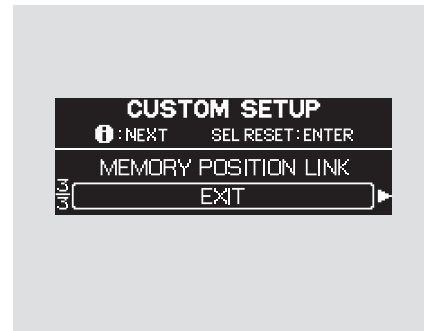 CUSTOM SETUP
i : NEXT SEL RESET : ENTER
MEMORY POSITION LINK
3/3 EXIT